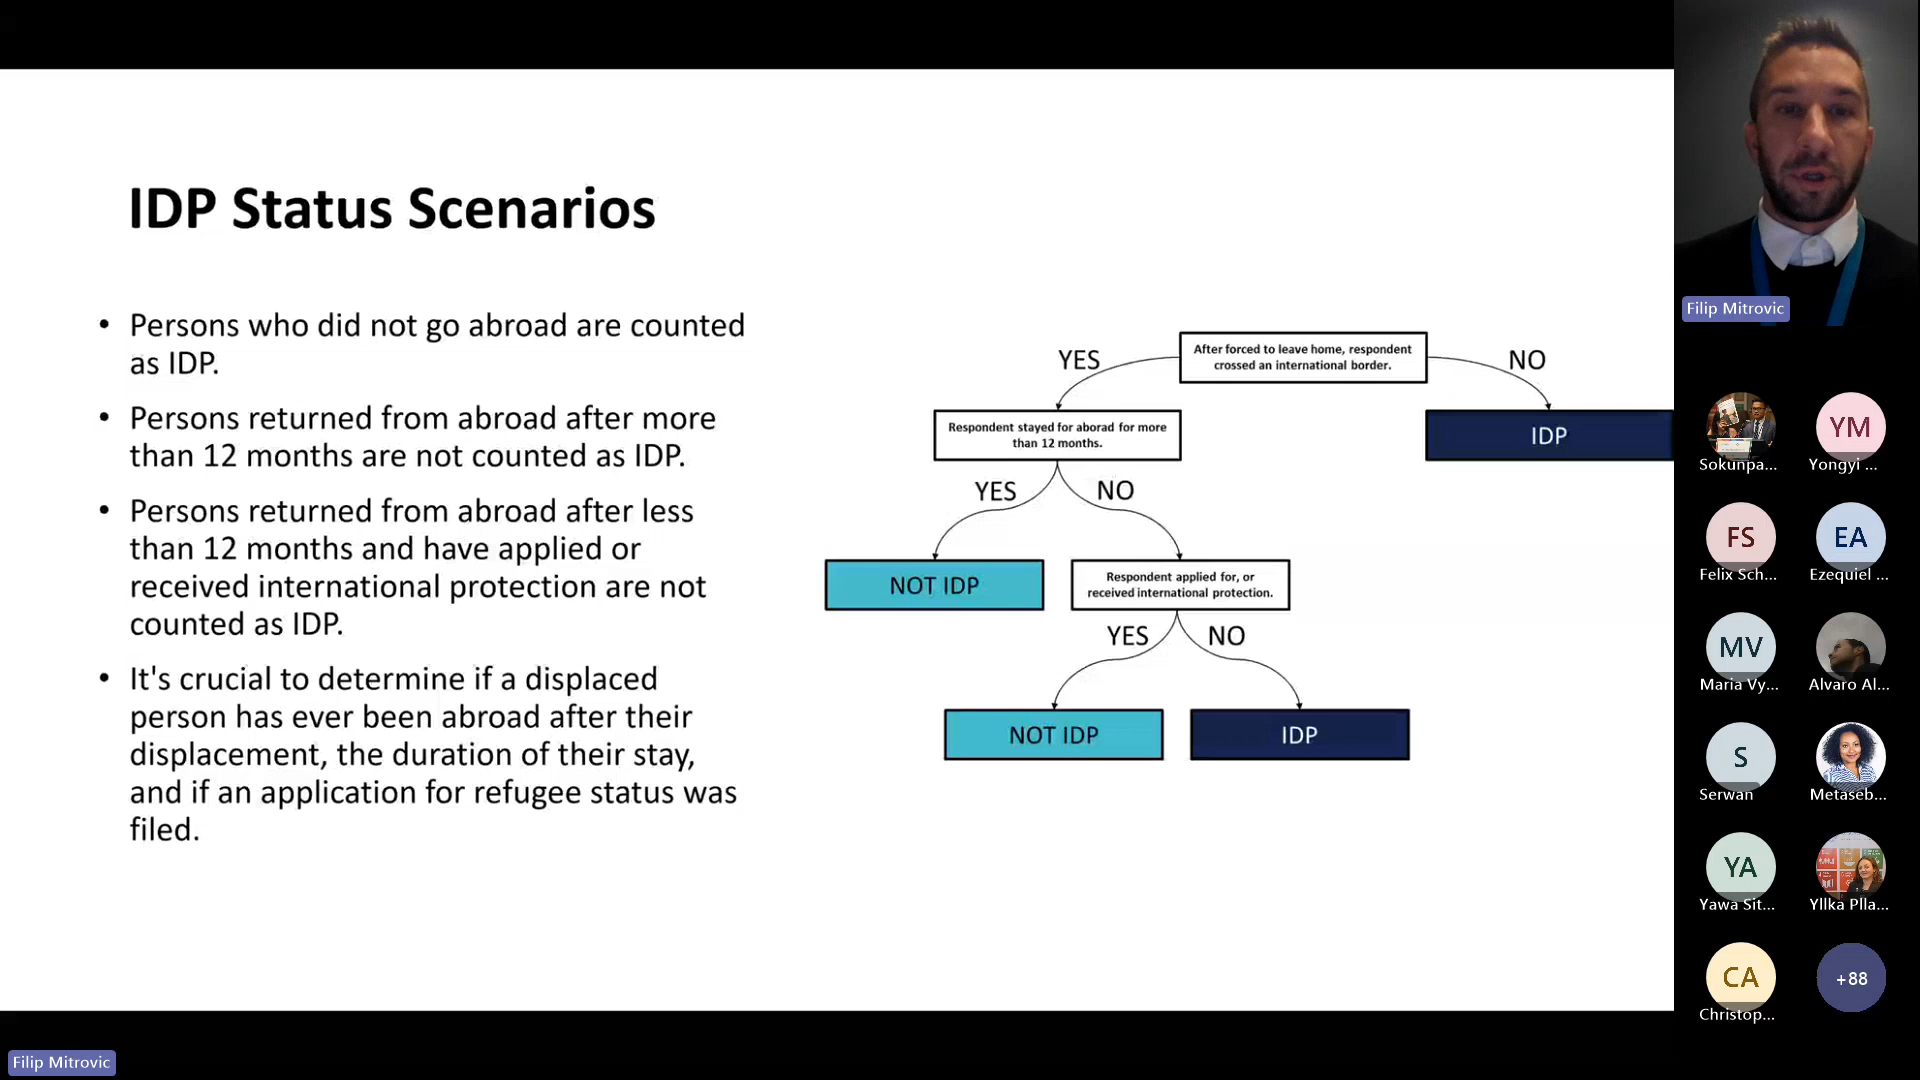 IDP Status Scenarios
• Persons who did not go abroad are counted
as IDP.
• Persons returned from abroad after more
than 12 months are not counted as IDP.
• Persons returned from abroad after less
than 12 months and have applied or
received international protection are not
counted as IDP.
• It's crucial to determine if a displaced
person has ever been abroad after their
displacement, the duration of their stay,
and if an application for refugee status was
filed.
After forced to leave home, respondent
crossed an international border.
YES
NO
Respondent stayed for aborad for more
than 12 months.
IDP
YES
NO
NOT IDP
Respondent applied for, or
received international protection.
YES
NO
NOT IDP
IDP
Filip Mitrovic
Sokunpa...
YM
Yongyi ...
FS
Felix Sch...
EA
Ezequiel ...
MV
Maria Vy...
Alvaro Al...
S
Serwan
Metaseb...
YA
Yawa Sit...
Yllka Plla...
CA
Christop...
+88
Filip Mitrovic